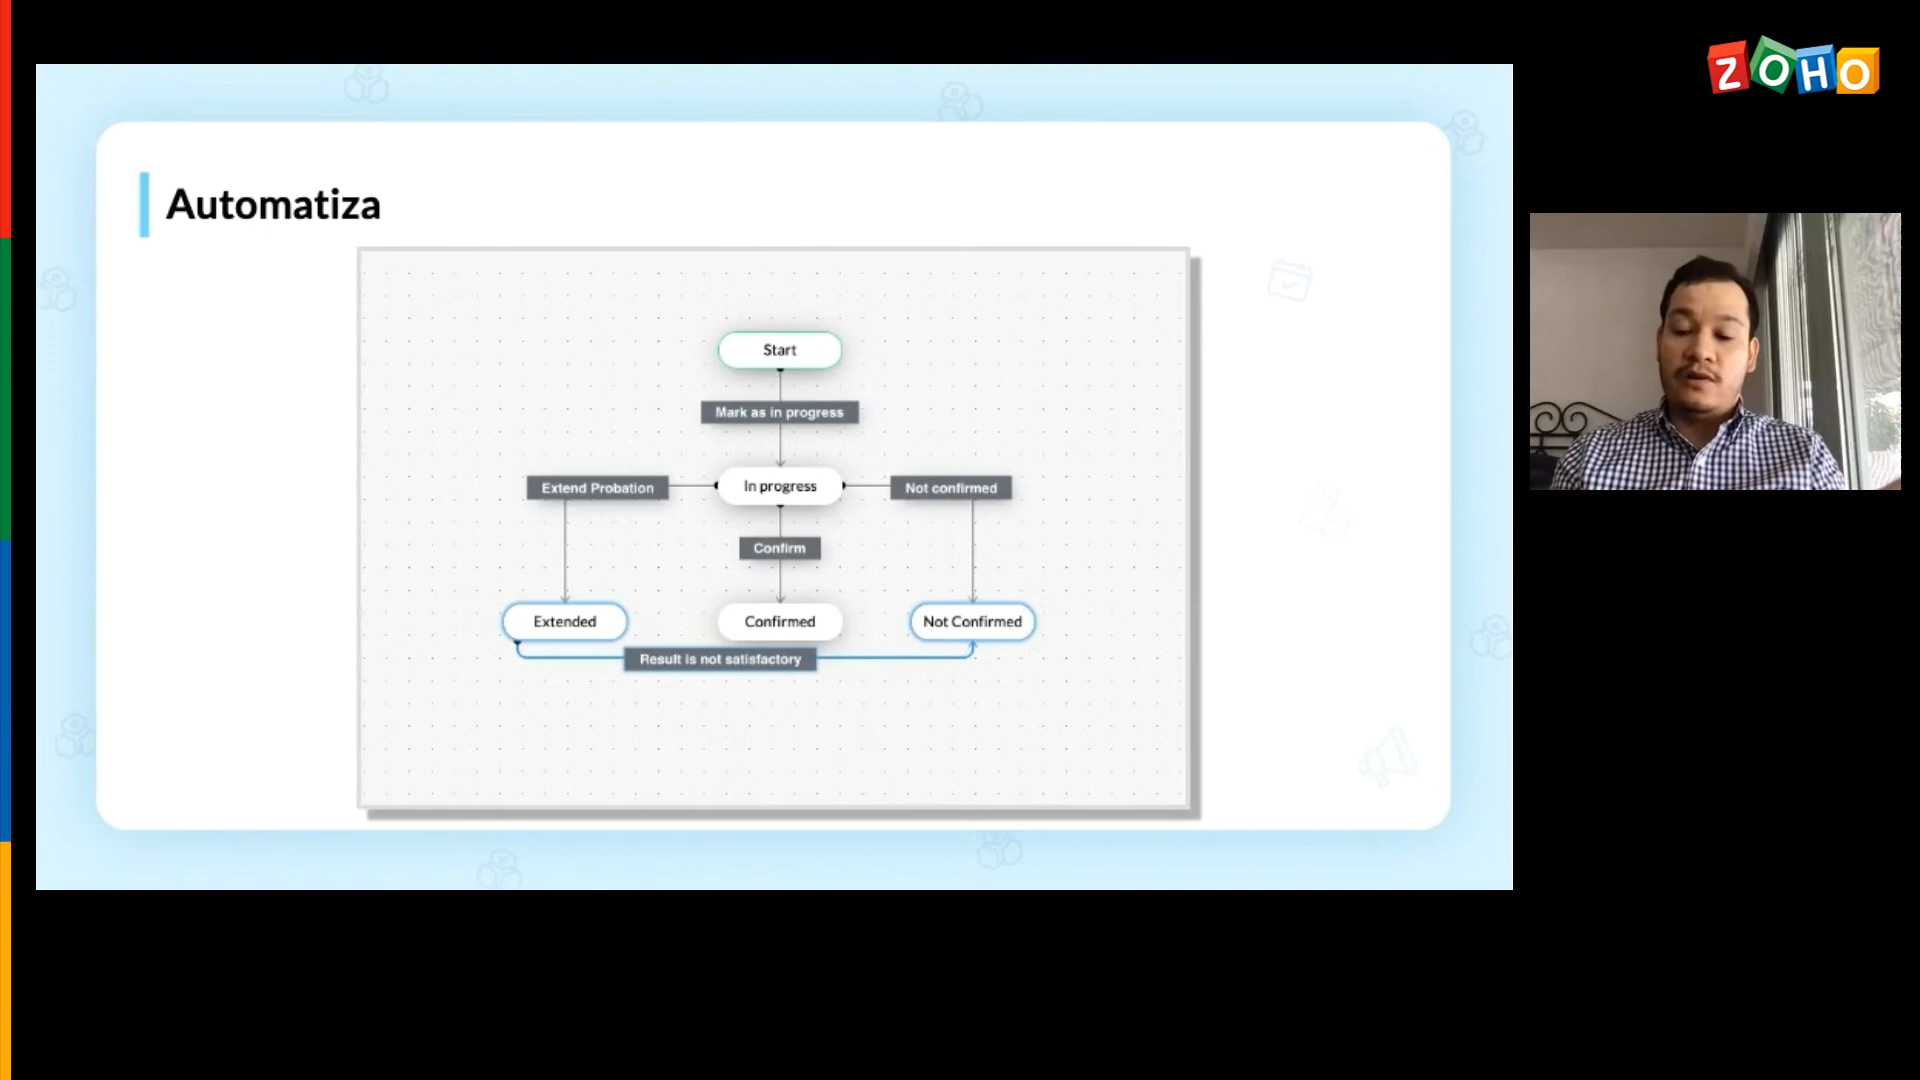 ZOHO
Automatiza
Start
Mark as in progress
Extend Probation
In progress
Not confirmed
Confirm
Extended
Confirmed
Not Confirmed
Result is not satisfactory